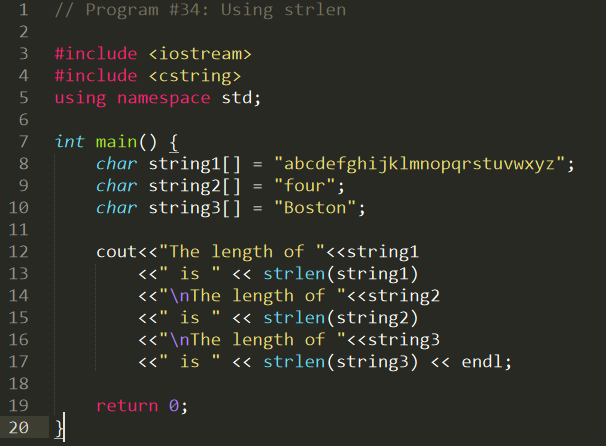 1 // Program #34: Using strlen
2
3 #include <iostream>
4 #include <cstring>
5 using namespace std;
6
7 int main() {
8 char string1[] = "abcdefghijklmnopqrstuvwxyz";
9 char string2[] = "four";
10 char string3[] = "Boston";
11
12 cout<<"The length of "<<string1
13 <<" is " << strlen(string1)
14 <<"\nThe length of "<<string2
15 <<" is " << strlen(string2)
16 <<"\nThe length of "<<string3
17 <<" is " << strlen(string3) << endl;
18
19 return 0;
20 }